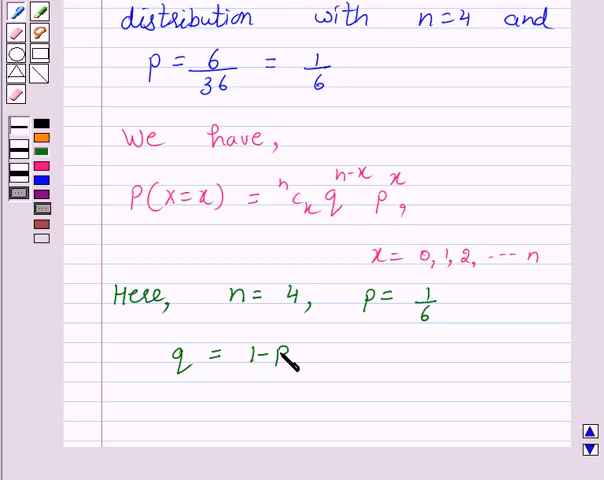 distribution with n=4 and
P = 6/36 = 1/6
We have,
P(X=x) = ⁿCₓ qⁿ⁻ˣ pˣ,
x = 0, 1, 2, ---- n
Here, n = 4, p = 1/6
q = 1-P